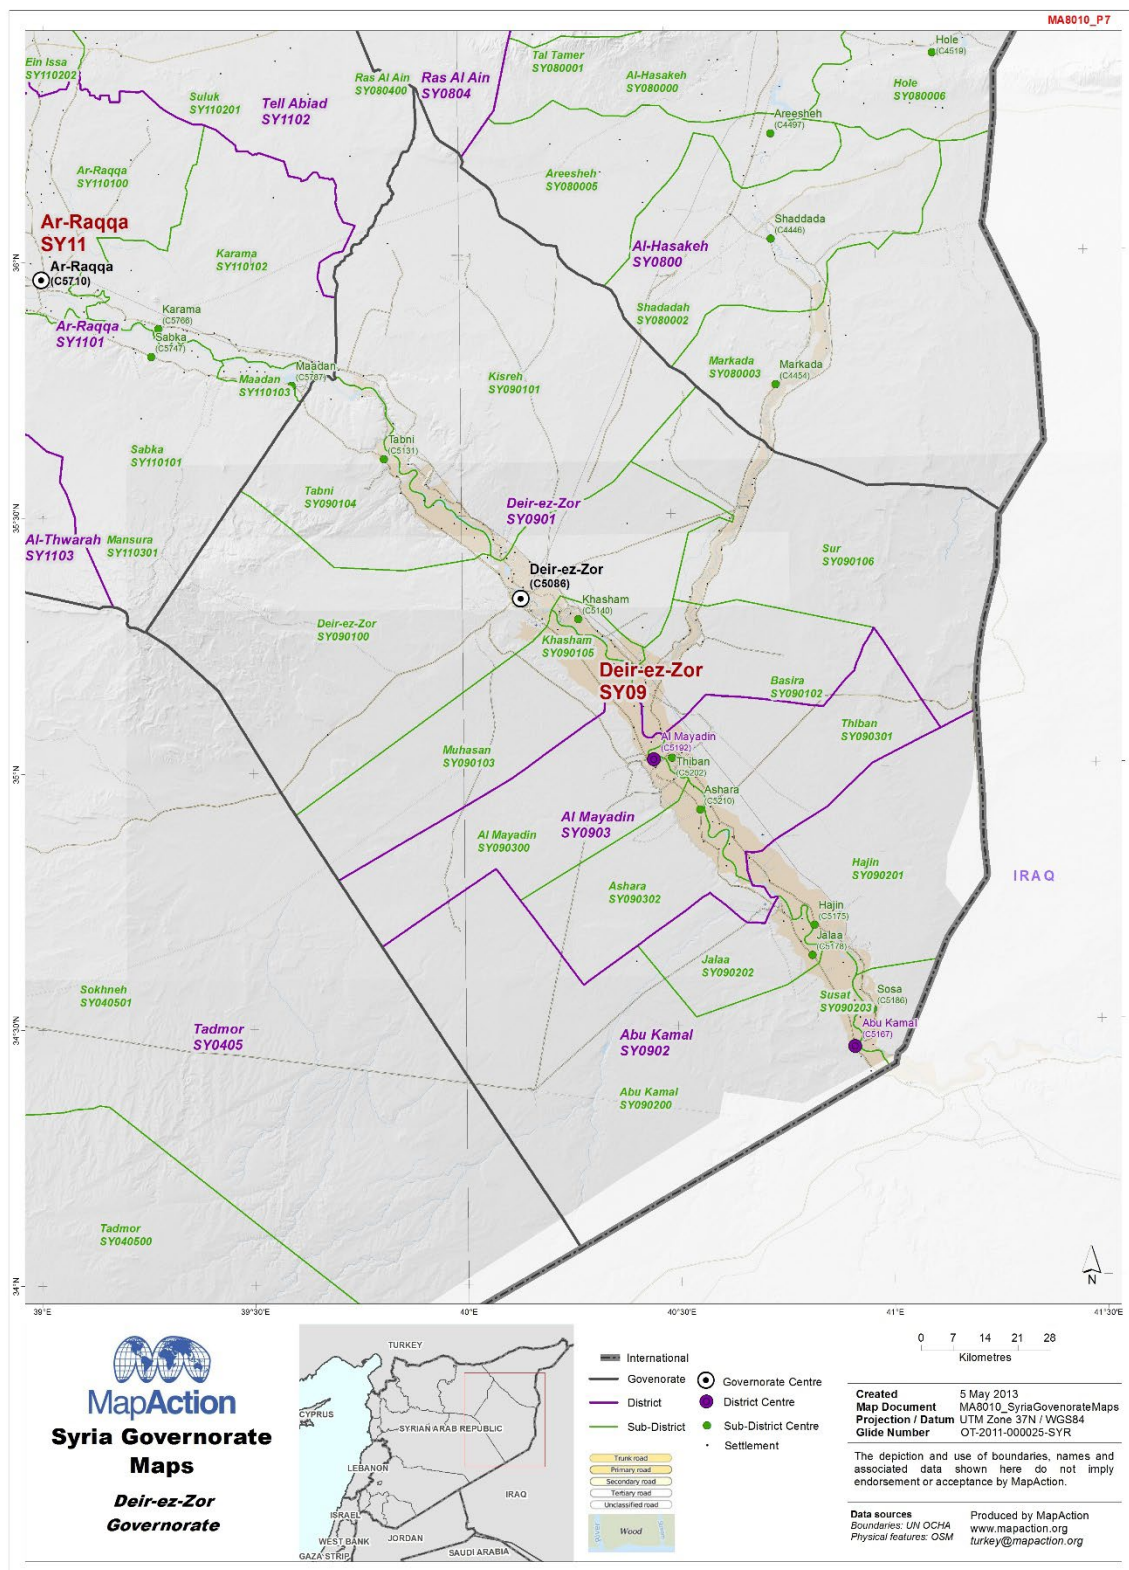 MA8010_P7
Ein Issa
SY110202
Suluk
SY110201
Tell Abiad
SY1102
Ras Al Ain
SY080400
Ras Al Ain
SY0804
Tal Tamer
SY080001
Al-Hasakeh
SY080000
Hole
(C4519)
Hole
SY080006
Areesheh
(C4497)
Ar-Raqqa
SY110100
Areesheh
SY080005
Ar-Raqqa
SY11
Ar-Raqqa
(C5710)
Karama
SY110102
Shaddada
(C4446)
Al-Hasakeh
SY0800
36°N
Karama
(C5766)
Ar-Raqqa
SY1101
Sabka
(C5747)
Shadadah
SY080002
Maadan
SY110103
Maadan
(C5787)
Kisreh
SY090101
Markada
SY080003
Markada
(C4454)
Sabka
SY110101
Tabni
(C5131)
Tabni
SY090104
Deir-ez-Zor
SY0901
35°30'N
Al-Thwarah
SY1103
Mansura
SY110301
Sur
SY090106
Deir-ez-Zor
(C5086)
Khasham
(C5140)
Deir-ez-Zor
SY090100
Khasham
SY090105
Deir-ez-Zor
SY09
Basira
SY090102
Thiban
SY090301
Muhasan
SY090103
Al Mayadin
(C5192)
Thiban
(C5202)
35°N
Ashara
(C5210)
Al Mayadin
SY0903
Al Mayadin
SY090300
Hajin
SY090201
IRAQ
Ashara
SY090302
Hajin
(C5175)
Jalaa
(C5178)
Jalaa
SY090202
Sokhneh
SY040501
Susat
SY090203
Sosa
(C5186)
Tadmor
SY0405
Abu Kamal
SY0902
Abu Kamal
(C5167)
34°30'N
Abu Kamal
SY090200
Tadmor
SY040500
N
34°N
39°E
39°30'E
40°E
40°30'E
41°E
41°30'E
MapAction
Syria Governorate
Maps
Deir-ez-Zor
Governorate
TURKEY
CYPRUS
SYRIAN ARAB REPUBLIC
LEBANON
IRAQ
ISRAEL
WEST BANK
JORDAN
GAZA STRIP
SAUDI ARABIA
International
Govenorate
District
Sub-District
Governorate Centre
District Centre
Sub-District Centre
Settlement
Trunk road
Primary road
Secondary road
Tertiary road
Unclassified road
Wood
0 7 14 21 28
Kilometres
Created 5 May 2013
Map Document MA8010_SyriaGovenorateMaps
Projection / Datum UTM Zone 37N / WGS84
Glide Number OT-2011-000025-SYR
The depiction and use of boundaries, names and
associated data shown here do not imply
endorsement or acceptance by MapAction.
Data sources
Boundaries: UN OCHA
Physical features: OSM
Produced by MapAction
www.mapaction.org
turkey@mapaction.org